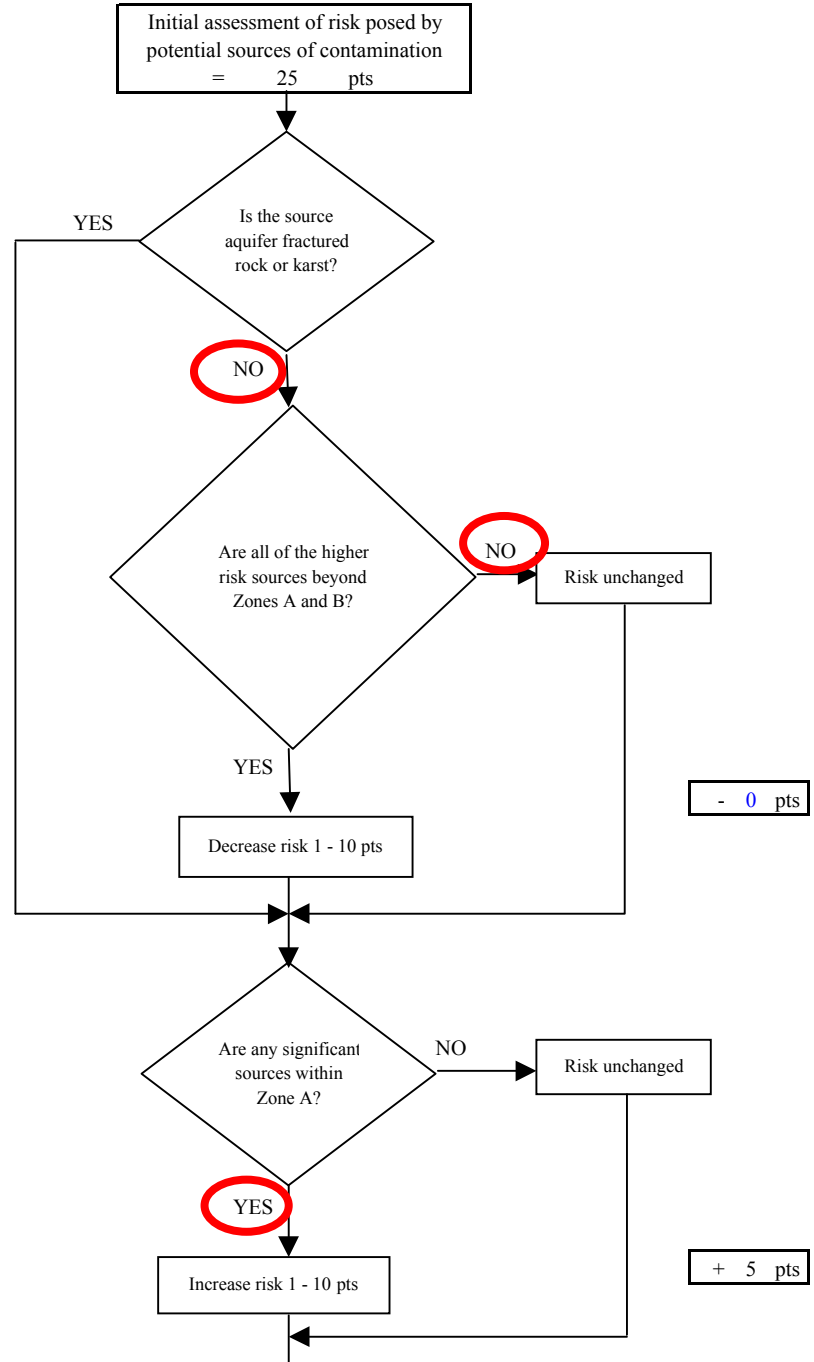 Initial assessment of risk posed by
potential sources of contamination
= 25 pts
YES
Is the source
aquifer fractured
rock or karst?
NO
Are all of the higher
risk sources beyond
Zones A and B?
NO
Risk unchanged
YES
- 0 pts
Decrease risk 1 - 10 pts
Are any significant
sources within
Zone A?
NO
Risk unchanged
YES
+ 5 pts
Increase risk 1 - 10 pts